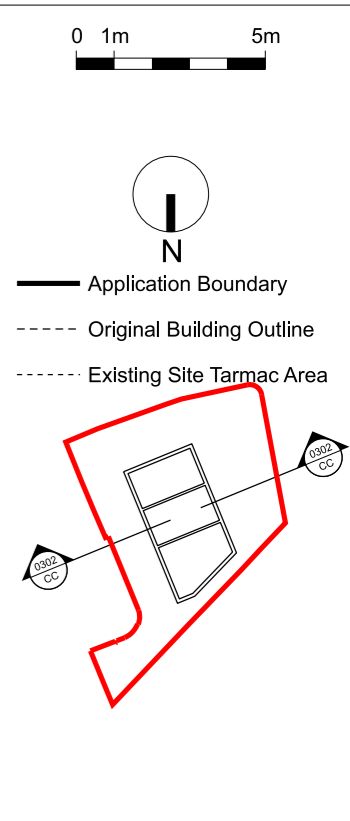 0 1m 5m
N
Application Boundary
Original Building Outline
Existing Site Tarmac Area
0302
CC
0302
CC